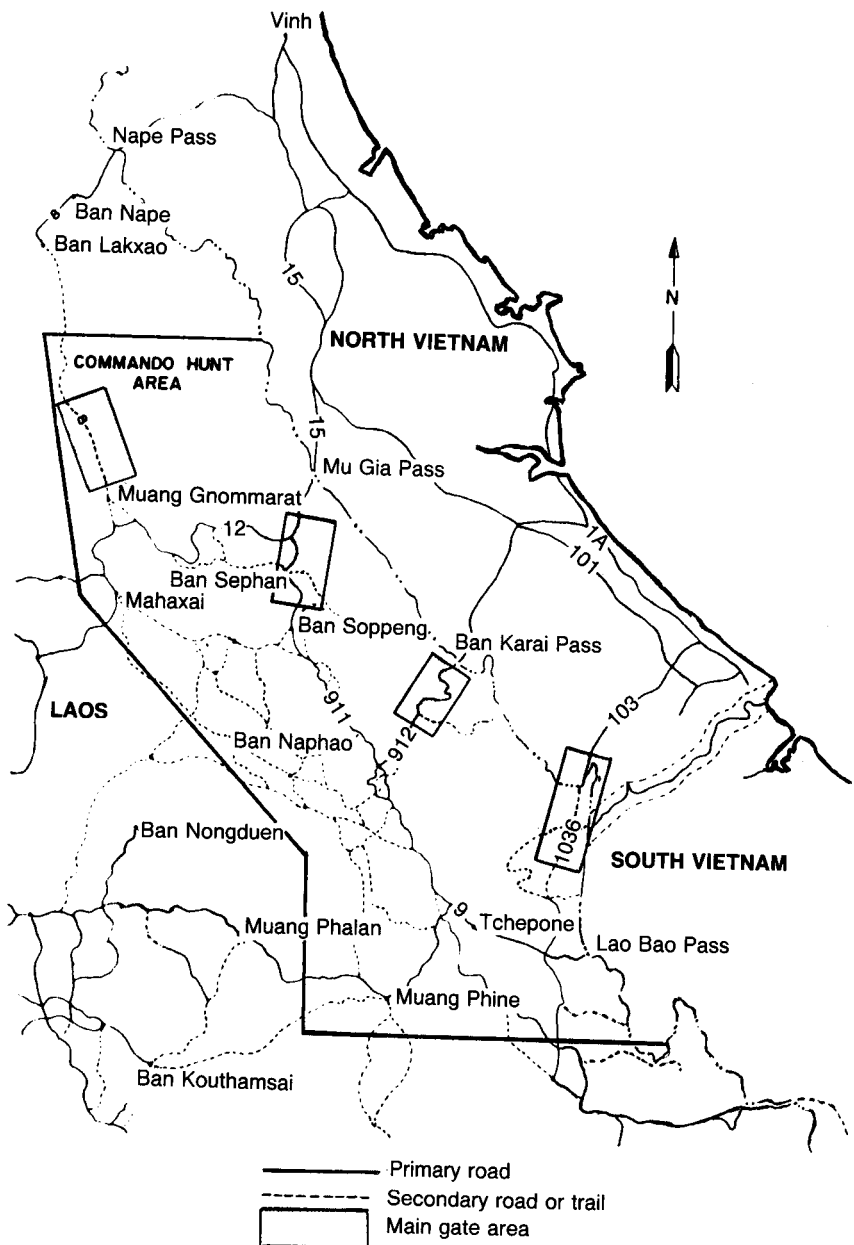 Vinh
Nape Pass
8
Ban Nape
Ban Lakxao
15
N
NORTH VIETNAM
COMMANDO HUNT
AREA
8
15
Mu Gia Pass
Muang Gnommarat
12
1A
101
Ban Sephan
Mahaxai
Ban Soppeng
Ban Karai Pass
911
LAOS
103
912
Ban Naphao
Ban Nongduen
1036
SOUTH VIETNAM
9
Muang Phalan
Tchepone
Lao Bao Pass
Muang Phine
Ban Kouthamsai
Primary road
Secondary road or trail
Main gate area